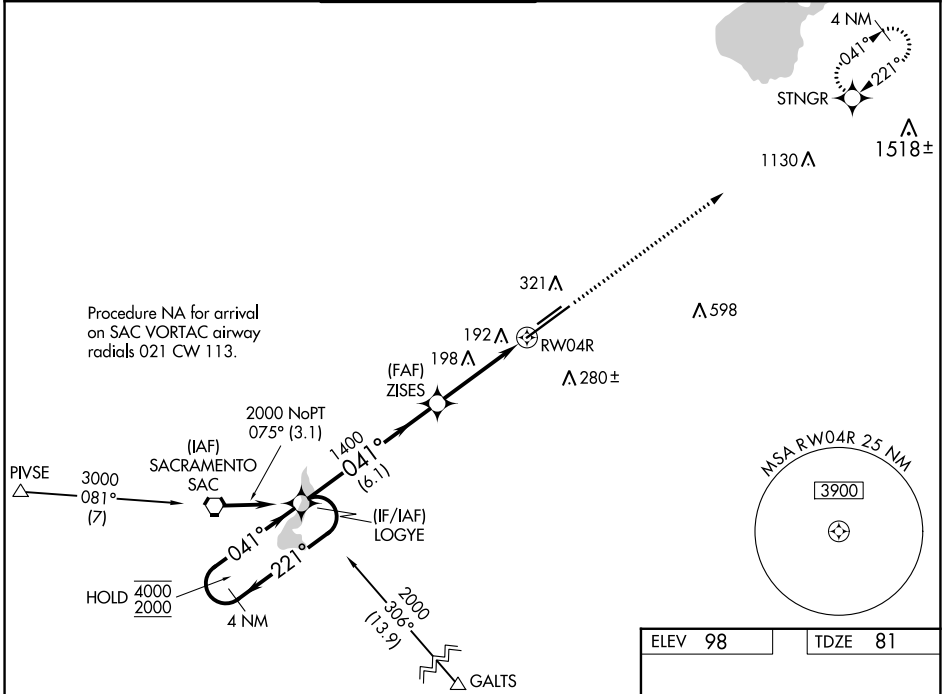 4 NM
041°
221°
STNGR
1518±
1130
321
598
Procedure NA for arrival
on SAC VORTAC airway
radials 021 CW 113.
192
RW04R
198
(FAF)
ZISES
280±
2000 NoPT
075° (3.1)
1400
041°
(6.1)
(IAF)
SACRAMENTO
SAC
PIVSE
3000
081°
(7)
(IF/IAF)
LOGYE
041°
221°
HOLD 4000
2000
4 NM
2000
306°
(13.9)
GALTS
MSA RW04R 25 NM
3900
ELEV 98
TDZE 81